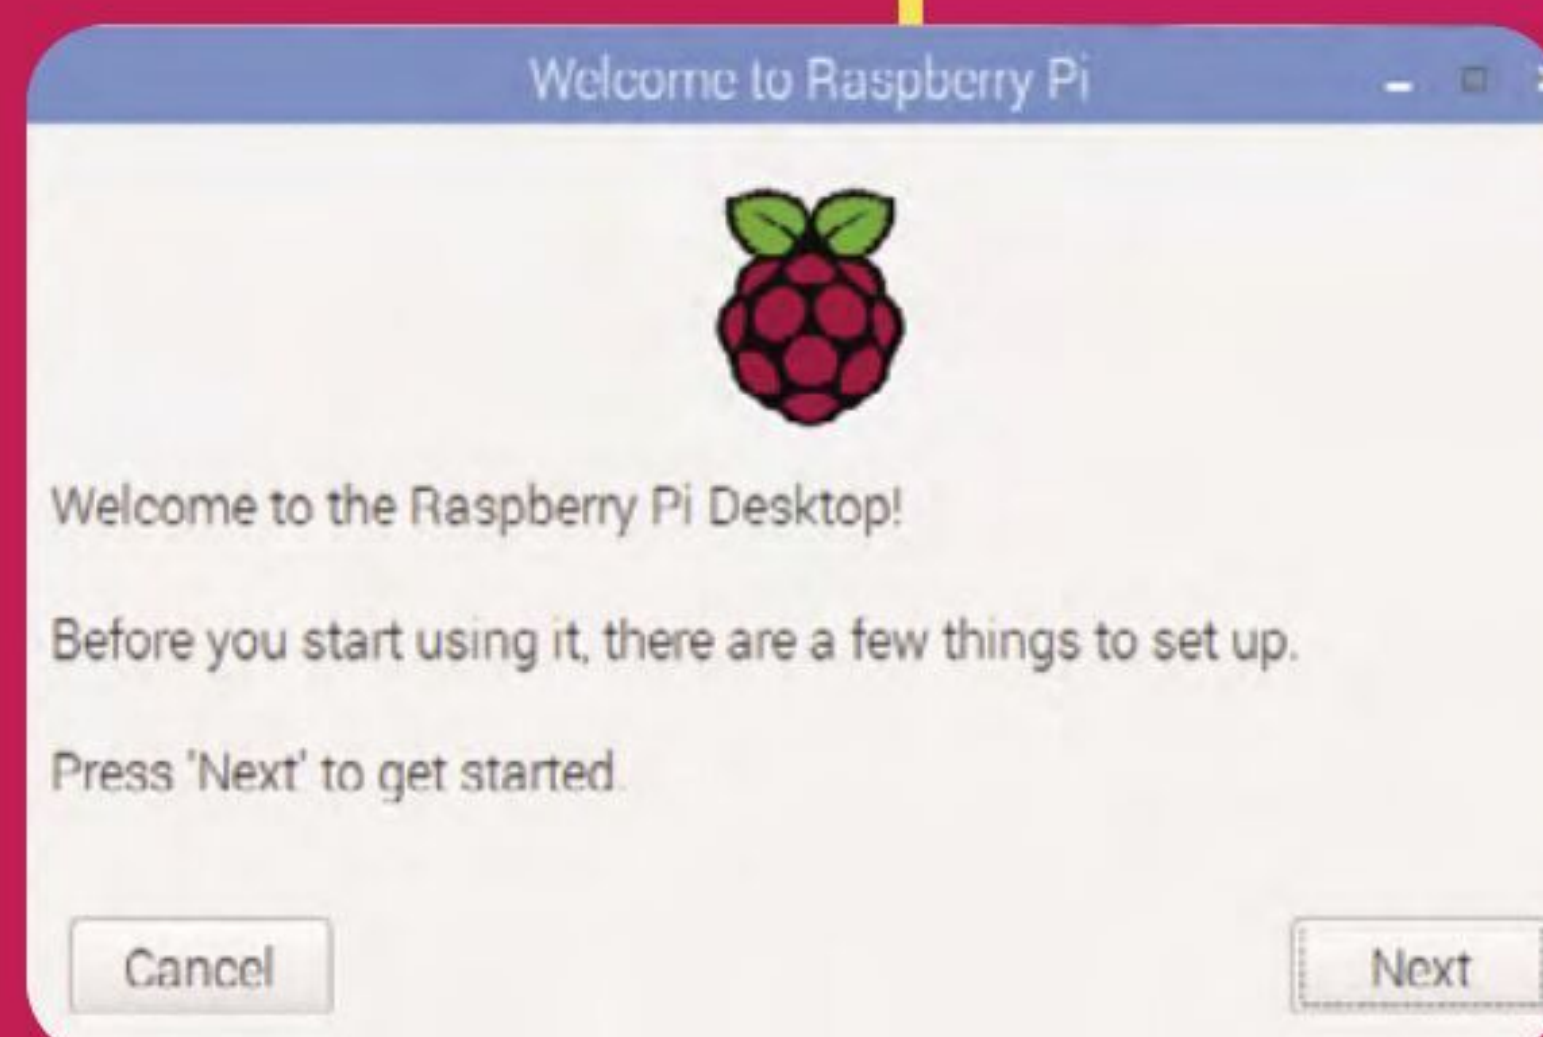 Welcome to Raspberry Pi
Welcome to the Raspberry Pi Desktop!
Before you start using it, there are a few things to set up.
Press 'Next' to get started.
Cancel
Next